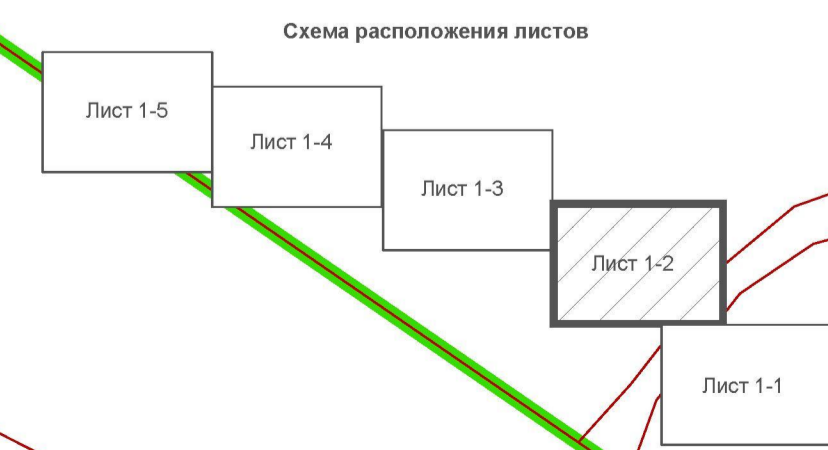 Схема расположения листов
Лист 1-5
Лист 1-4
Лист 1-3
Лист 1-2
Лист 1-1